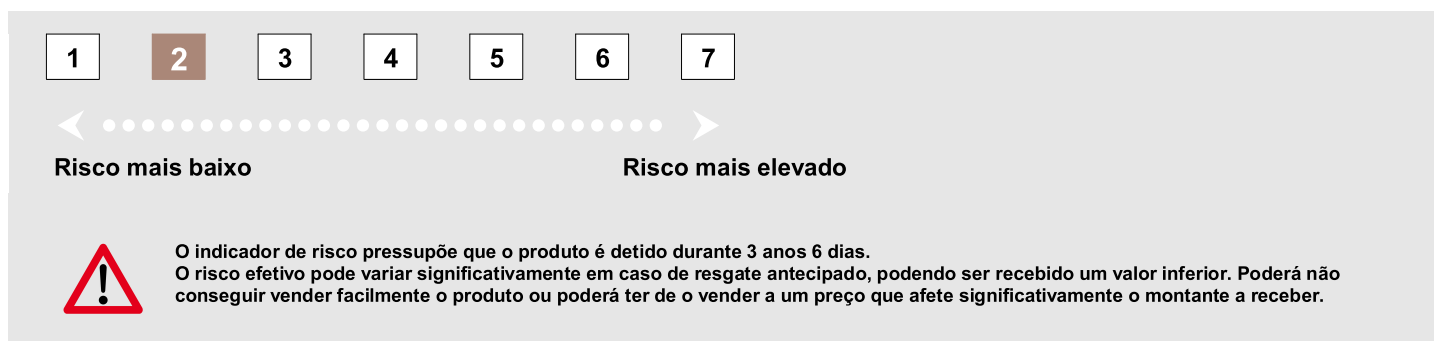 1 2 3 4 5 6 7
Risco mais baixo Risco mais elevado
O indicador de risco pressupõe que o produto é detido durante 3 anos 6 dias.
O risco efetivo pode variar significativamente em caso de resgate antecipado, podendo ser recebido um valor inferior. Poderá não
conseguir vender facilmente o produto ou poderá ter de o vender a um preço que afete significativamente o montante a receber.